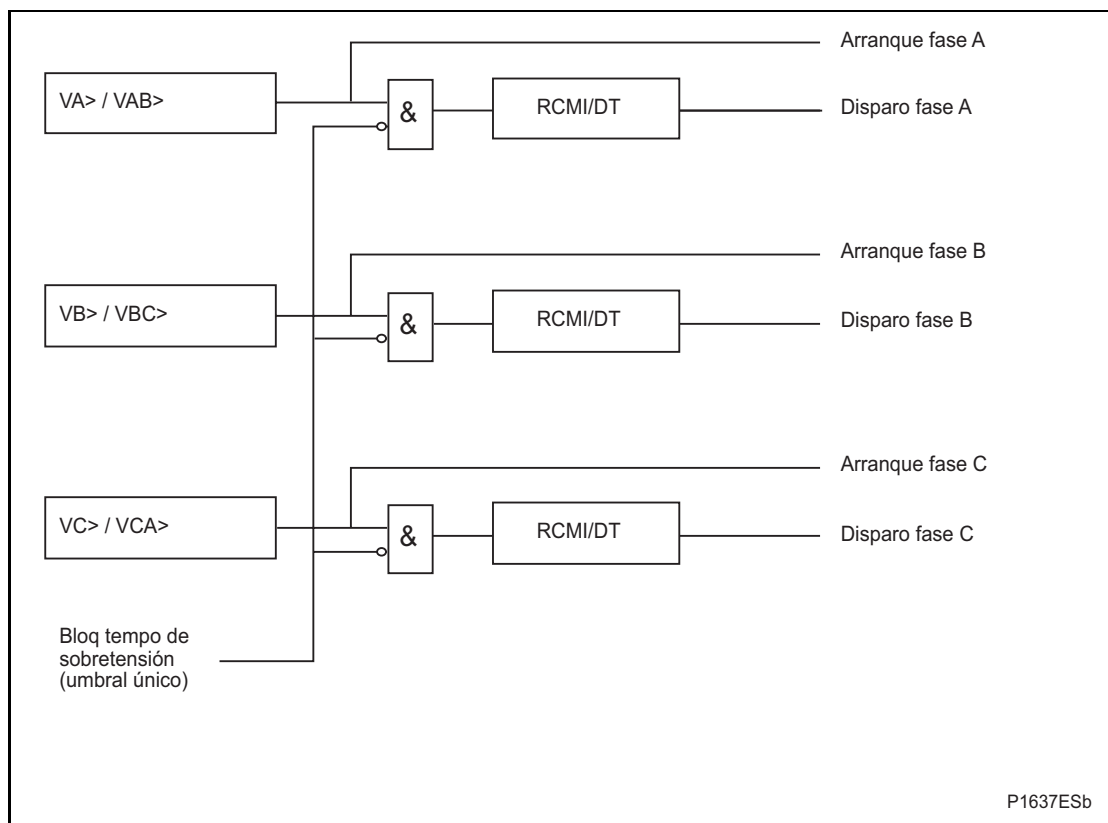 Arranque fase A
VA> / VAB>
&
RCMI/DT
Disparo fase A
Arranque fase B
VB> / VBC>
&
RCMI/DT
Disparo fase B
Arranque fase C
VC> / VCA>
&
RCMI/DT
Disparo fase C
Bloq tempo de
sobretensión
(umbral único)
P1637ESb